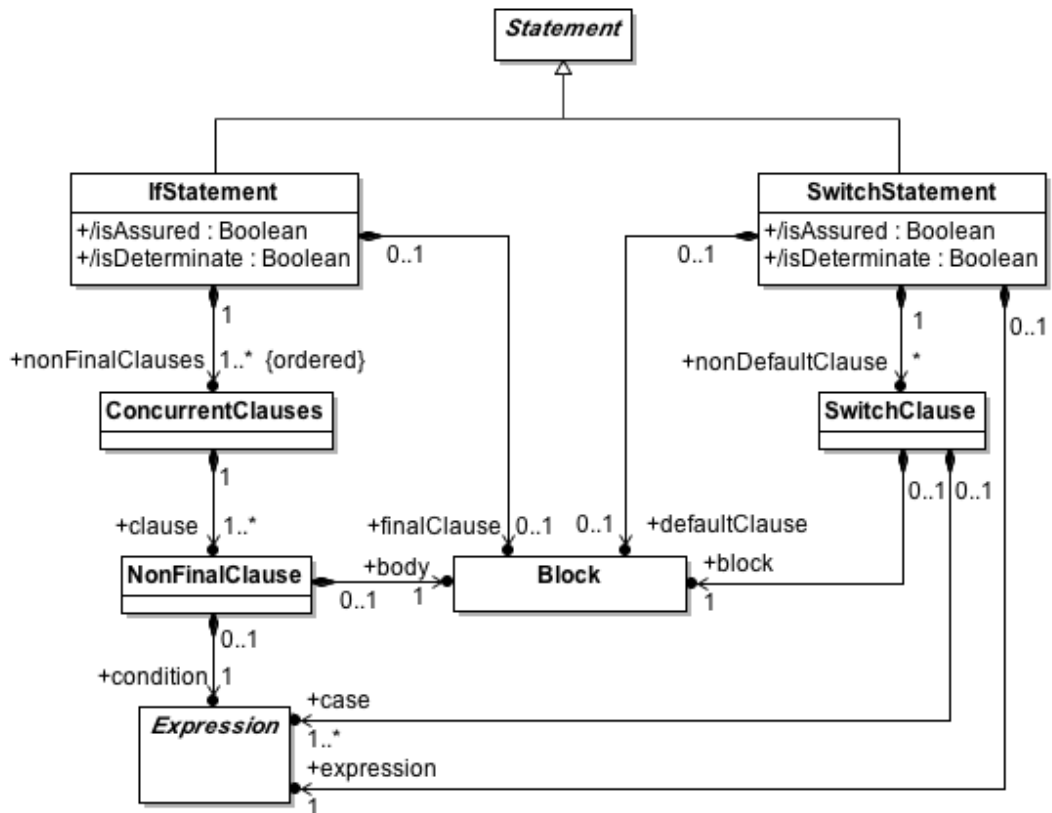 Statement
IfStatement
+/isAssured : Boolean
+/isDeterminate : Boolean
0..1
1
+nonFinalClauses
1..* {ordered}
ConcurrentClauses
1
+clause
1..*
NonFinalClause
0..1
+body
1
0..1
+condition
1
Expression
+finalClause
0..1
Block
SwitchStatement
+/isAssured : Boolean
+/isDeterminate : Boolean
0..1
1
0..1
+nonDefaultClause
*
SwitchClause
0..1
0..1
0..1
+defaultClause
+block
1
+case
1..*
+expression
1